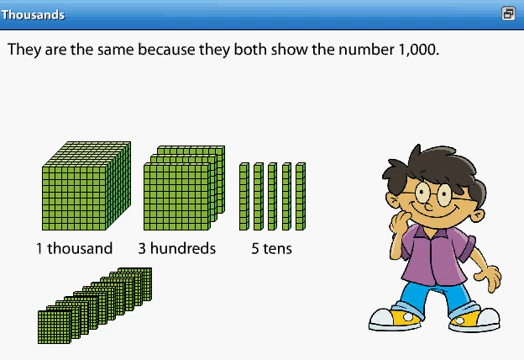 Thousands
They are the same because they both show the number 1,000.
1 thousand 3 hundreds 5 tens